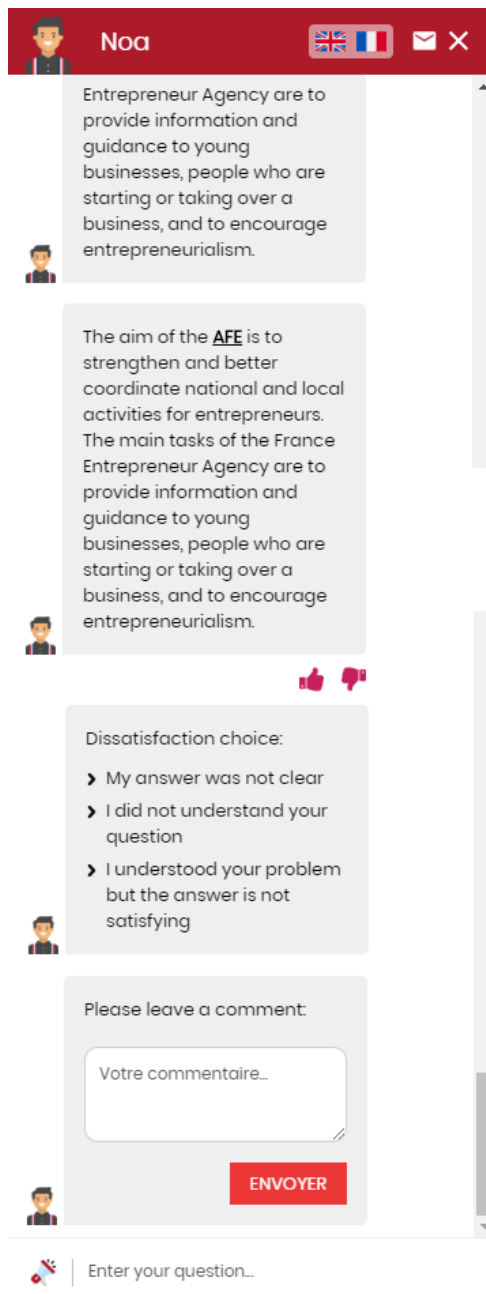 Noa
Entrepreneur Agency are to
provide information and
guidance to young
businesses, people who are
starting or taking over a
business, and to encourage
entrepreneurialism.
The aim of the AFE is to
strengthen and better
coordinate national and local
activities for entrepreneurs.
The main tasks of the France
Entrepreneur Agency are to
provide information and
guidance to young
businesses, people who are
starting or taking over a
business, and to encourage
entrepreneurialism.
Dissatisfaction choice:
My answer was not clear
I did not understand your
question
I understood your problem
but the answer is not
satisfying
Please leave a comment:
Votre commentaire...
ENVOYER
Enter your question...